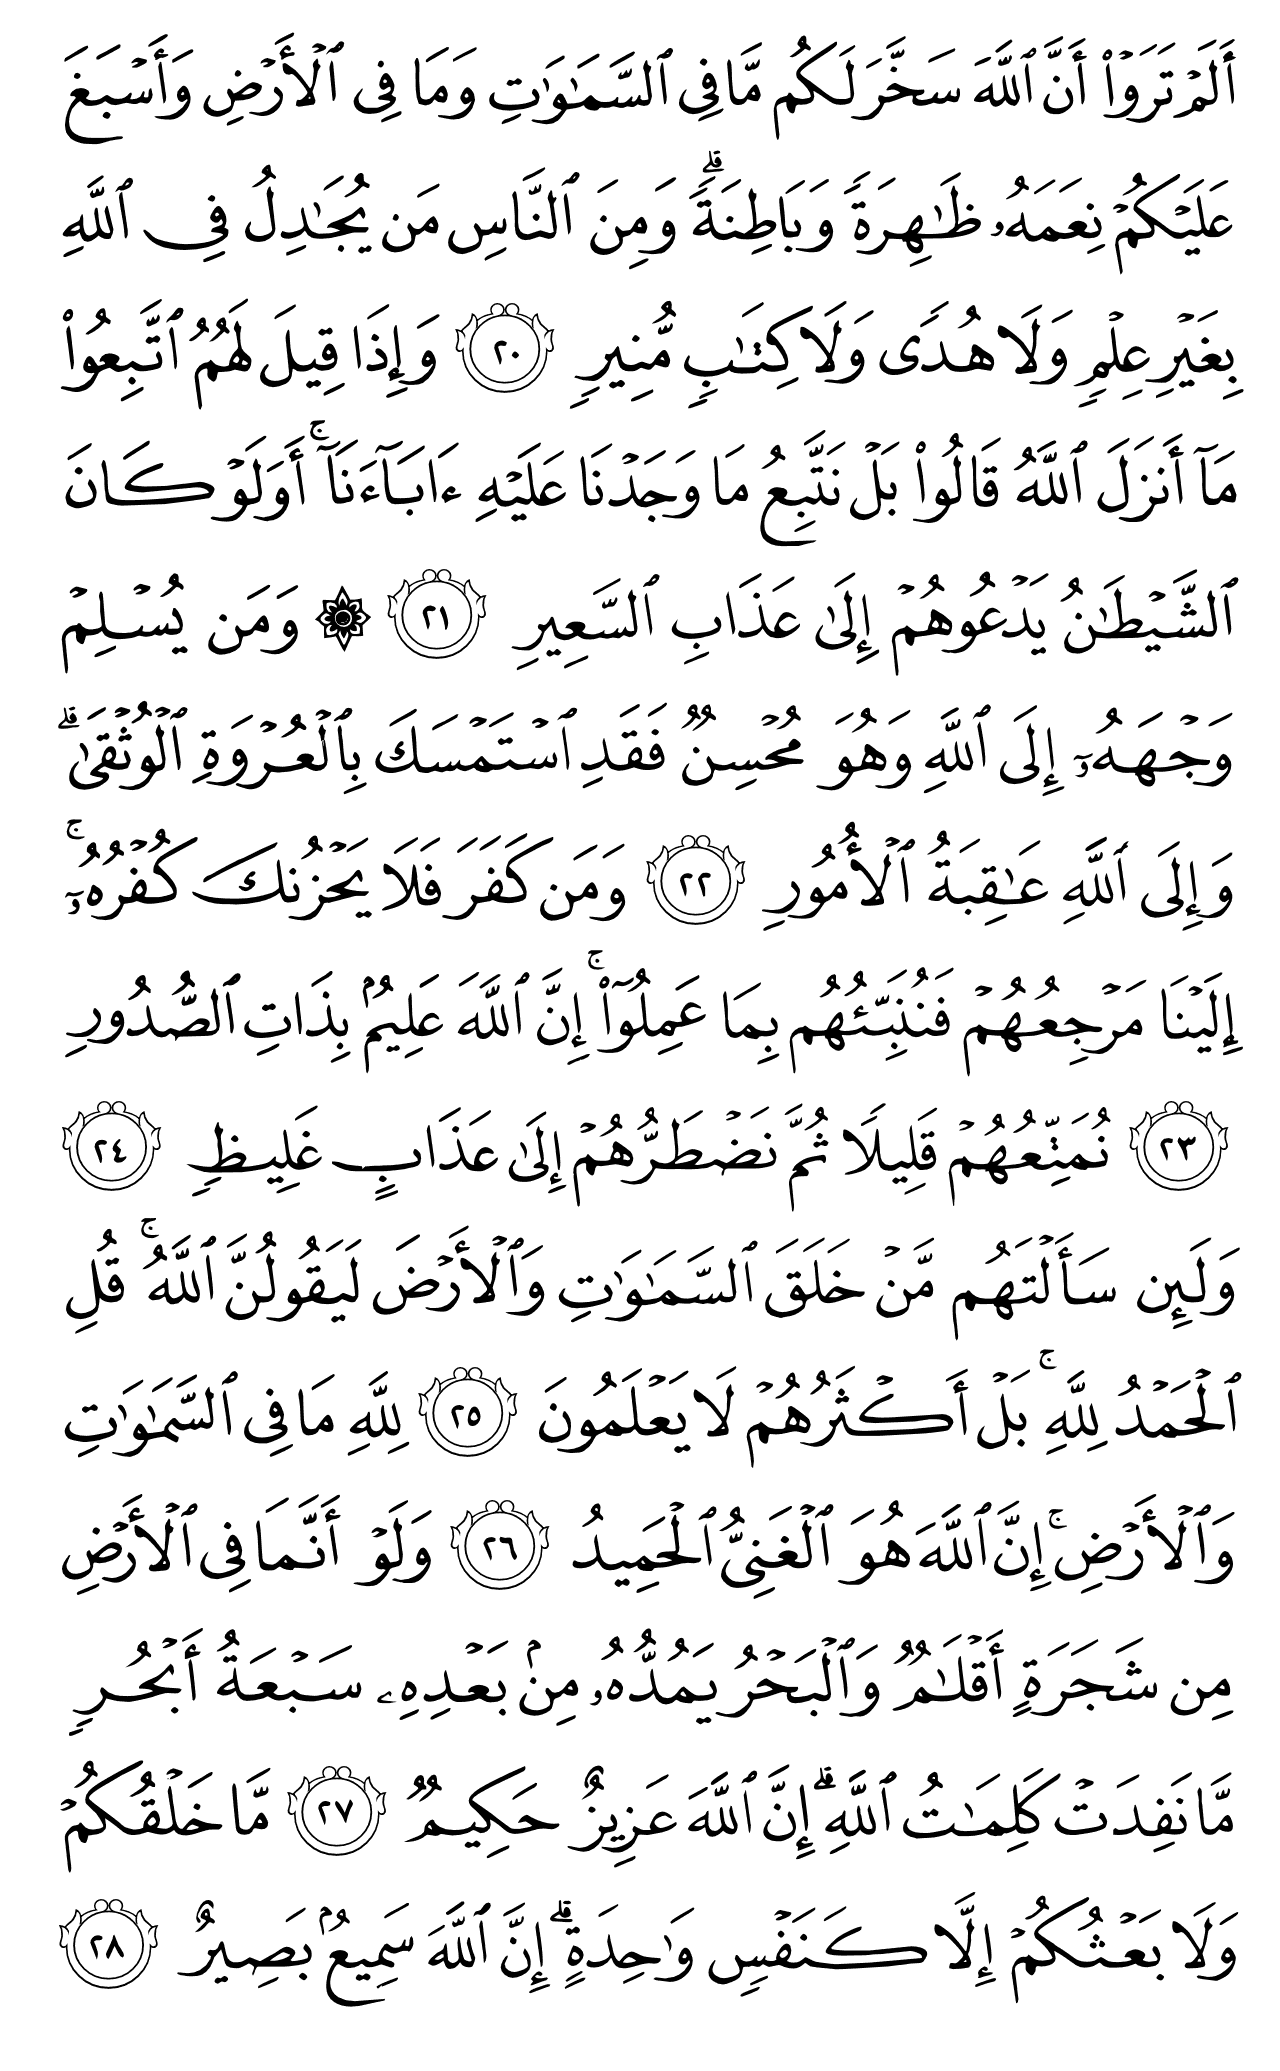 أَلَمۡ تَرَوۡاْ أَنَّ ٱللَّهَ سَخَّرَ لَكُم مَّا فِي ٱلسَّمَٰوَٰتِ وَمَا فِي ٱلۡأَرۡضِ وَأَسۡبَغَ
عَلَيۡكُمۡ نِعَمَهُۥ ظَٰهِرَةٗ وَبَاطِنَةٗۗ وَمِنَ ٱلنَّاسِ مَن يُجَٰدِلُ فِي ٱللَّهِ
بِغَيۡرِ عِلۡمٖ وَلَا هُدٗى وَلَا كِتَٰبٖ مُّنِيرٖ ٢٠ وَإِذَا قِيلَ لَهُمُ ٱتَّبِعُواْ
مَآ أَنزَلَ ٱللَّهُ قَالُواْ بَلۡ نَتَّبِعُ مَا وَجَدۡنَا عَلَيۡهِ ءَابَآءَنَآۚ أَوَلَوۡ كَانَ
ٱلشَّيۡطَٰنُ يَدۡعُوهُمۡ إِلَىٰ عَذَابِ ٱلسَّعِيرِ ٢١ ۞ وَمَن يُسۡلِمۡ
وَجۡهَهُۥٓ إِلَى ٱللَّهِ وَهُوَ مُحۡسِنٞ فَقَدِ ٱسۡتَمۡسَكَ بِٱلۡعُرۡوَةِ ٱلۡوُثۡقَىٰۗ
وَإِلَى ٱللَّهِ عَٰقِبَةُ ٱلۡأُمُورِ ٢٢ وَمَن كَفَرَ فَلَا يَحۡزُنكَ كُفۡرُهُۥٓۚ
إِلَيۡنَا مَرۡجِعُهُمۡ فَنُنَبِّئُهُم بِمَا عَمِلُوٓاْۚ إِنَّ ٱللَّهَ عَلِيمُۢ بِذَاتِ ٱلصُّدُورِ
٢٣ نُمَتِّعُهُمۡ قَلِيلٗا ثُمَّ نَضۡطَرُّهُمۡ إِلَىٰ عَذَابٍ غَلِيظٖ ٢٤
وَلَئِن سَأَلۡتَهُم مَّنۡ خَلَقَ ٱلسَّمَٰوَٰتِ وَٱلۡأَرۡضَ لَيَقُولُنَّ ٱللَّهُۚ قُلِ
ٱلۡحَمۡدُ لِلَّهِۚ بَلۡ أَكۡثَرُهُمۡ لَا يَعۡلَمُونَ ٢٥ لِلَّهِ مَا فِي ٱلسَّمَٰوَٰتِ
وَٱلۡأَرۡضِۚ إِنَّ ٱللَّهَ هُوَ ٱلۡغَنِيُّ ٱلۡحَمِيدُ ٢٦ وَلَوۡ أَنَّمَا فِي ٱلۡأَرۡضِ
مِن شَجَرَةٍ أَقۡلَٰمٞ وَٱلۡبَحۡرُ يَمُدُّهُۥ مِنۢ بَعۡدِهِۦ سَبۡعَةُ أَبۡحُرٖ
مَّا نَفِدَتۡ كَلِمَٰتُ ٱللَّهِۗ إِنَّ ٱللَّهَ عَزِيزٌ حَكِيمٞ ٢٧ مَّا خَلۡقُكُمۡ
وَلَا بَعۡثُكُمۡ إِلَّا كَنَفۡسٖ وَٰحِدَةٍۗ إِنَّ ٱللَّهَ سَمِيعُۢ بَصِيرٌ ٢٨